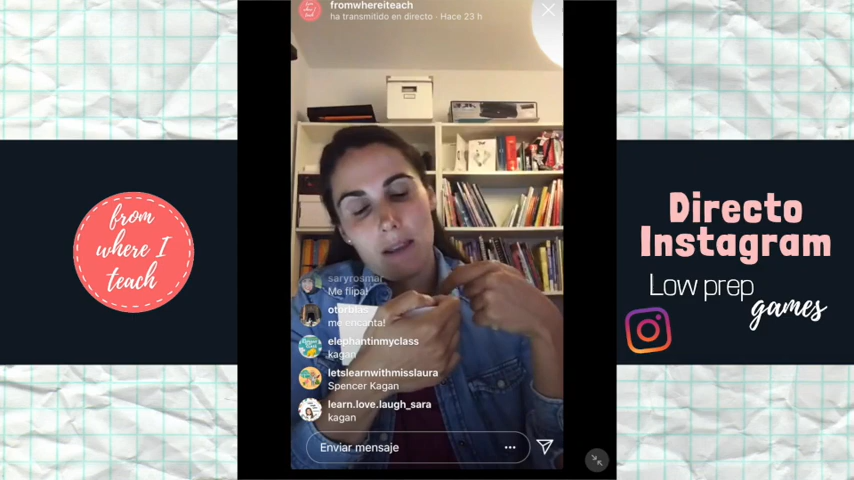 fromwhereiteach
ha transmitido en directo · Hace 23 h
from
where I
teach
saryrosmar
Me flipa!
me encanta!
elephantinmyclass
kagan
letslearnwithmisslaura
Spencer Kagan
learn.love.laugh_sara
kagan
Enviar mensaje
Directo
Instagram
Low prep
games